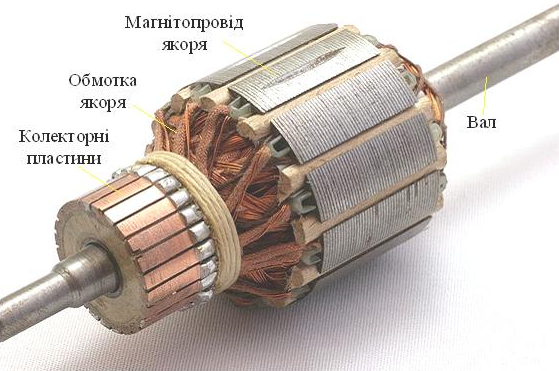 Магнітопровід
якоря
Обмотка
якоря
Колекторні
пластини
Вал